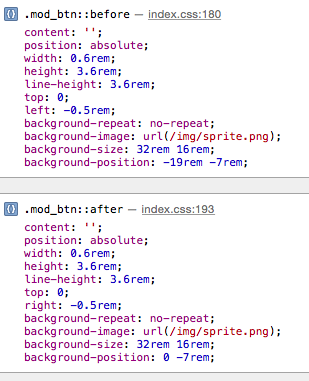 {} .mod_btn::before — index.css:180
content: '';
position: absolute;
width: 0.6rem;
height: 3.6rem;
line-height: 3.6rem;
top: 0;
left: -0.5rem;
background-repeat: no-repeat;
background-image: url(/img/sprite.png);
background-size: 32rem 16rem;
background-position: -19rem -7rem;
{} .mod_btn::after — index.css:193
content: '';
position: absolute;
width: 0.6rem;
height: 3.6rem;
line-height: 3.6rem;
top: 0;
right: -0.5rem;
background-repeat: no-repeat;
background-image: url(/img/sprite.png);
background-size: 32rem 16rem;
background-position: 0 -7rem;